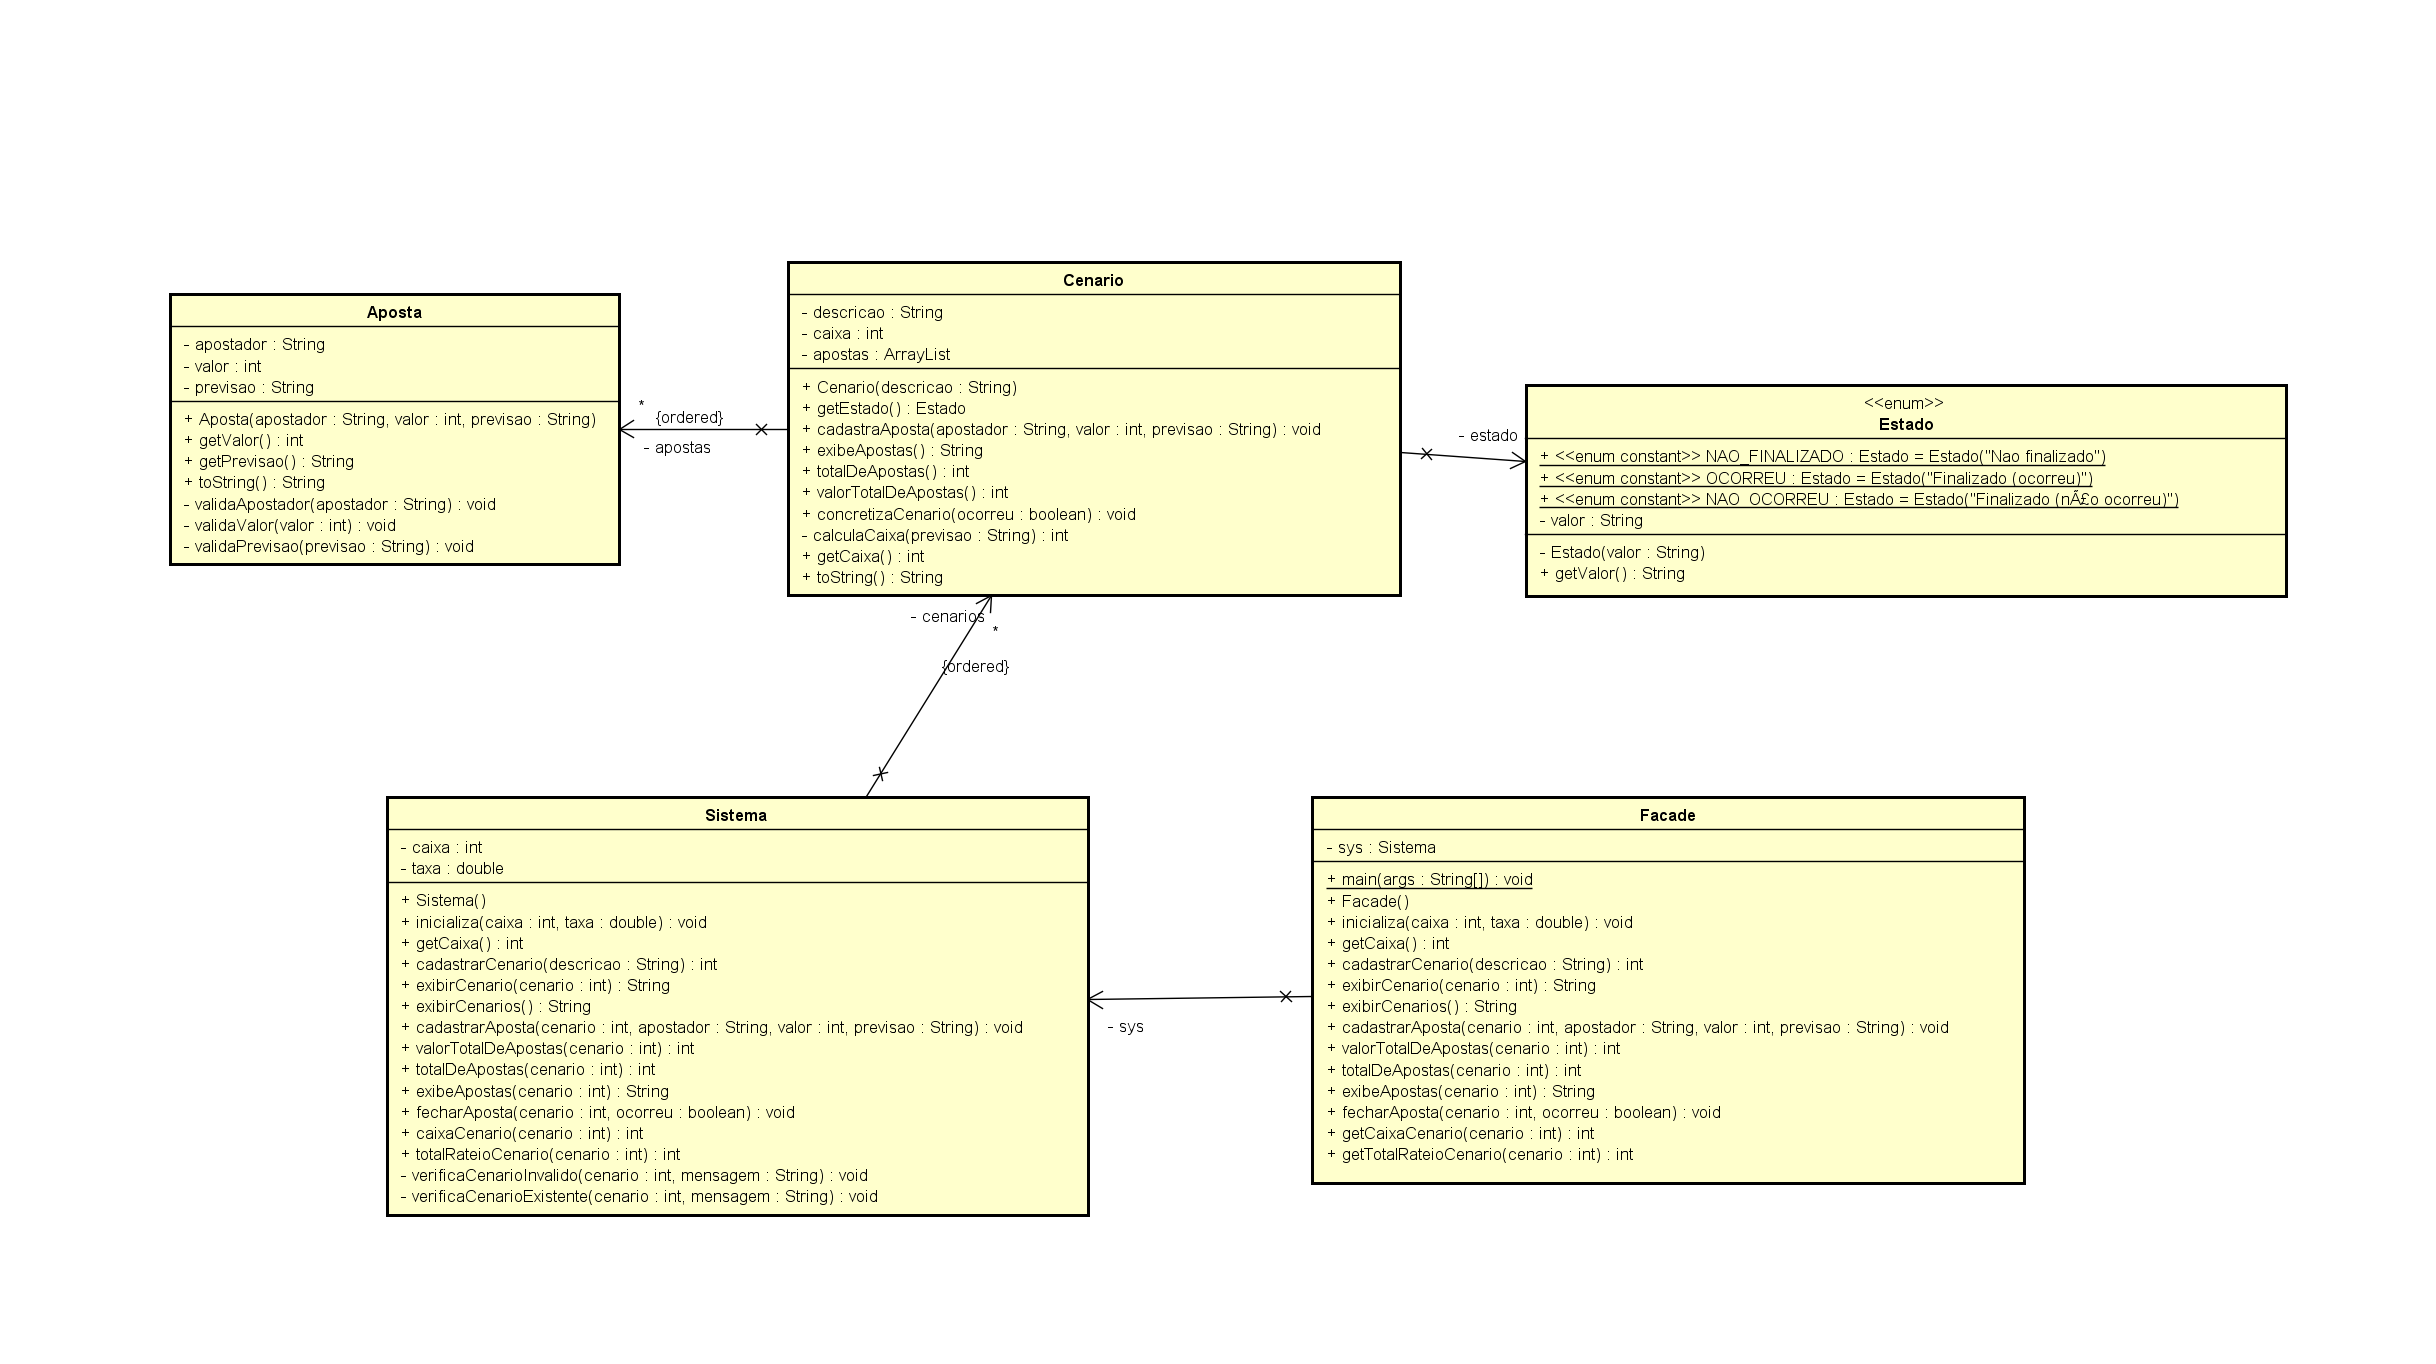 Aposta
- apostador : String
- valor : int
- previsao : String
+ Aposta(apostador : String, valor : int, previsao : String)
+ getValor() : int
+ getPrevisao() : String
+ toString() : String
- validaApostador(apostador : String) : void
- validaValor(valor : int) : void
- validaPrevisao(previsao : String) : void
*
{ordered}
- apostas
Cenario
- descricao : String
- caixa : int
- apostas : ArrayList
+ Cenario(descricao : String)
+ getEstado() : Estado
+ cadastraAposta(apostador : String, valor : int, previsao : String) : void
+ exibeApostas() : String
+ totalDeApostas() : int
+ valorTotalDeApostas() : int
+ concretizaCenario(ocorreu : boolean) : void
- calculaCaixa(previsao : String) : int
+ getCaixa() : int
+ toString() : String
- estado
<<enum>>
Estado
+ <<enum constant>> NAO_FINALIZADO : Estado = Estado("Nao finalizado")
+ <<enum constant>> OCORREU : Estado = Estado("Finalizado (ocorreu)")
+ <<enum constant>> NAO_OCORREU : Estado = Estado("Finalizado (nÃ£o ocorreu)")
- valor : String
- Estado(valor : String)
+ getValor() : String
- cenarios
*
{ordered}
Sistema
- caixa : int
- taxa : double
+ Sistema()
+ inicializa(caixa : int, taxa : double) : void
+ getCaixa() : int
+ cadastrarCenario(descricao : String) : int
+ exibirCenario(cenario : int) : String
+ exibirCenarios() : String
+ cadastrarAposta(cenario : int, apostador : String, valor : int, previsao : String) : void
+ valorTotalDeApostas(cenario : int) : int
+ totalDeApostas(cenario : int) : int
+ exibeApostas(cenario : int) : String
+ fecharAposta(cenario : int, ocorreu : boolean) : void
+ caixaCenario(cenario : int) : int
+ totalRateioCenario(cenario : int) : int
- verificaCenarioInvalido(cenario : int, mensagem : String) : void
- verificaCenarioExistente(cenario : int, mensagem : String) : void
- sys
Facade
- sys : Sistema
+ main(args : String[]) : void
+ Facade()
+ inicializa(caixa : int, taxa : double) : void
+ getCaixa() : int
+ cadastrarCenario(descricao : String) : int
+ exibirCenario(cenario : int) : String
+ exibirCenarios() : String
+ cadastrarAposta(cenario : int, apostador : String, valor : int, previsao : String) : void
+ valorTotalDeApostas(cenario : int) : int
+ totalDeApostas(cenario : int) : int
+ exibeApostas(cenario : int) : String
+ fecharAposta(cenario : int, ocorreu : boolean) : void
+ getCaixaCenario(cenario : int) : int
+ getTotalRateioCenario(cenario : int) : int